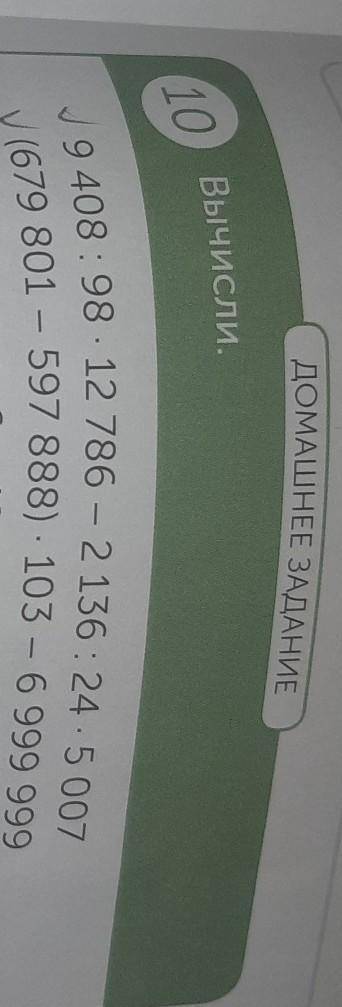 ДОМАШНЕЕ ЗАДАНИЕ
10 Вычисли.
9 408 : 98 · 12 786 – 2 136 : 24 · 5 007
(679 801 – 597 888) · 103 – 6 999 999